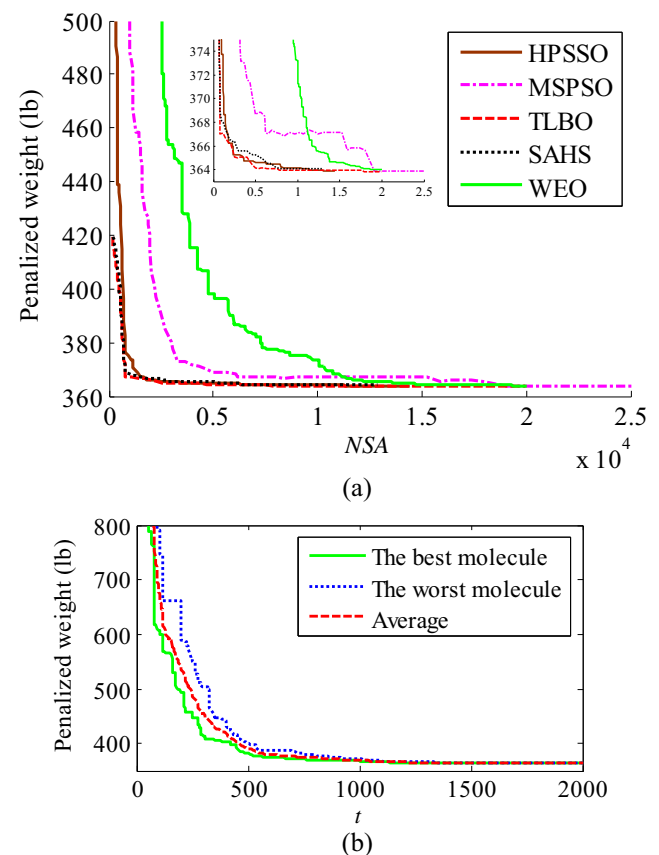 500
480
460
440
420
400
380
360
Penalized weight (lb)
374
372
370
368
366
364
0
0.5
1
1.5
2
2.5
HPSSO
MSPSO
TLBO
SAHS
WEO
0
0.5
1
1.5
2
2.5
NSA
x 10^4
(a)
800
700
600
500
400
Penalized weight (lb)
The best molecule
The worst molecule
Average
0
500
1000
1500
2000
t
(b)